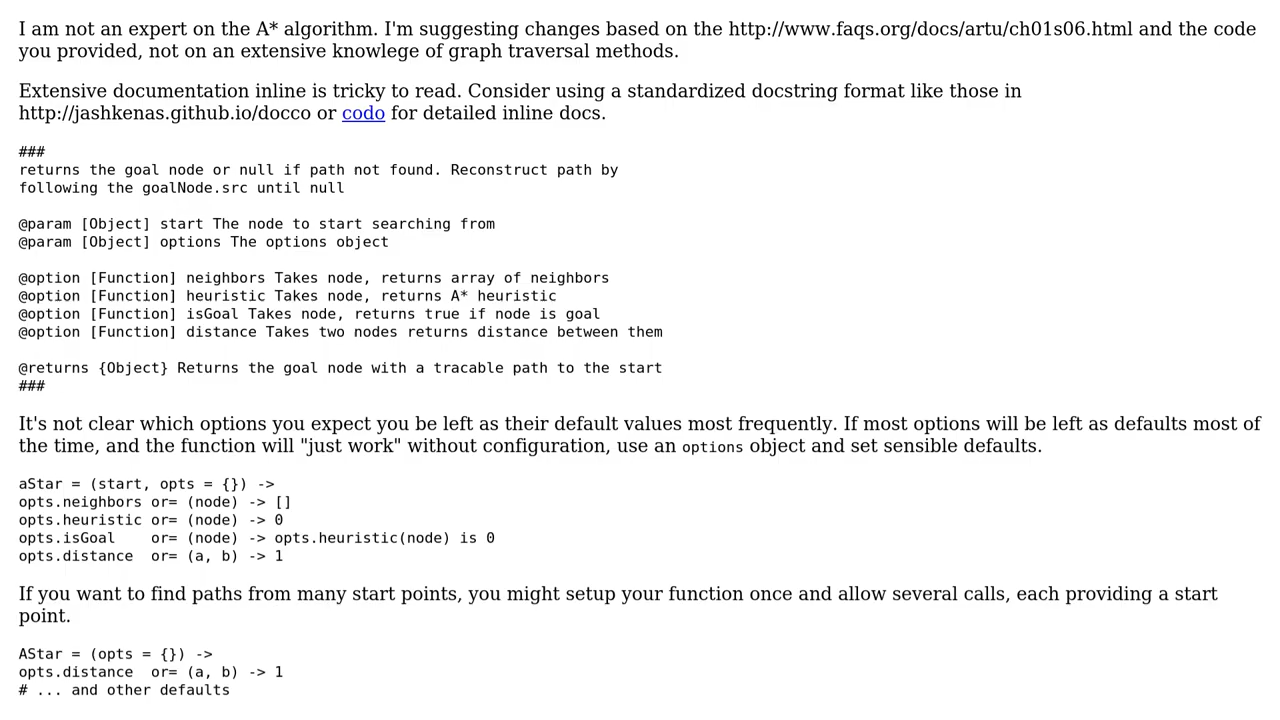 I am not an expert on the A* algorithm. I'm suggesting changes based on the http://www.faqs.org/docs/artu/ch01s06.html and the code
you provided, not on an extensive knowlege of graph traversal methods.
Extensive documentation inline is tricky to read. Consider using a standardized docstring format like those in
http://jashkenas.github.io/docco or codo for detailed inline docs.
###
returns the goal node or null if path not found. Reconstruct path by
following the goalNode.src until null
@param [Object] start The node to start searching from
@param [Object] options The options object
@option [Function] neighbors Takes node, returns array of neighbors
@option [Function] heuristic Takes node, returns A* heuristic
@option [Function] isGoal Takes node, returns true if node is goal
@option [Function] distance Takes two nodes returns distance between them
@returns {Object} Returns the goal node with a tracable path to the start
###
It's not clear which options you expect you be left as their default values most frequently. If most options will be left as defaults most of
the time, and the function will "just work" without configuration, use an options object and set sensible defaults.
aStar = (start, opts = {}) ->
opts.neighbors or= (node) -> []
opts.heuristic or= (node) -> 0
opts.isGoal    or= (node) -> opts.heuristic(node) is 0
opts.distance  or= (a, b) -> 1
If you want to find paths from many start points, you might setup your function once and allow several calls, each providing a start
point.
AStar = (opts = {}) ->
opts.distance  or= (a, b) -> 1
# ... and other defaults